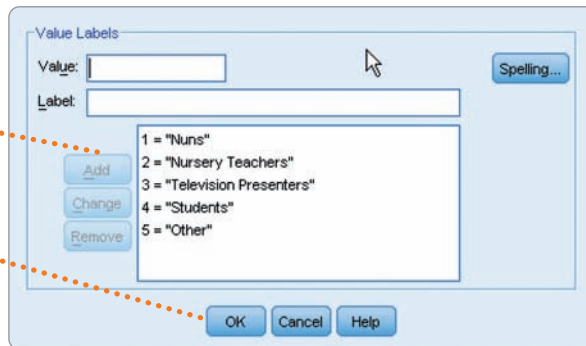 Value Labels
Value:
Spelling...
Label:
1 = "Nuns"
2 = "Nursery Teachers"
3 = "Television Presenters"
4 = "Students"
5 = "Other"
Add
Change
Remove
OK Cancel Help